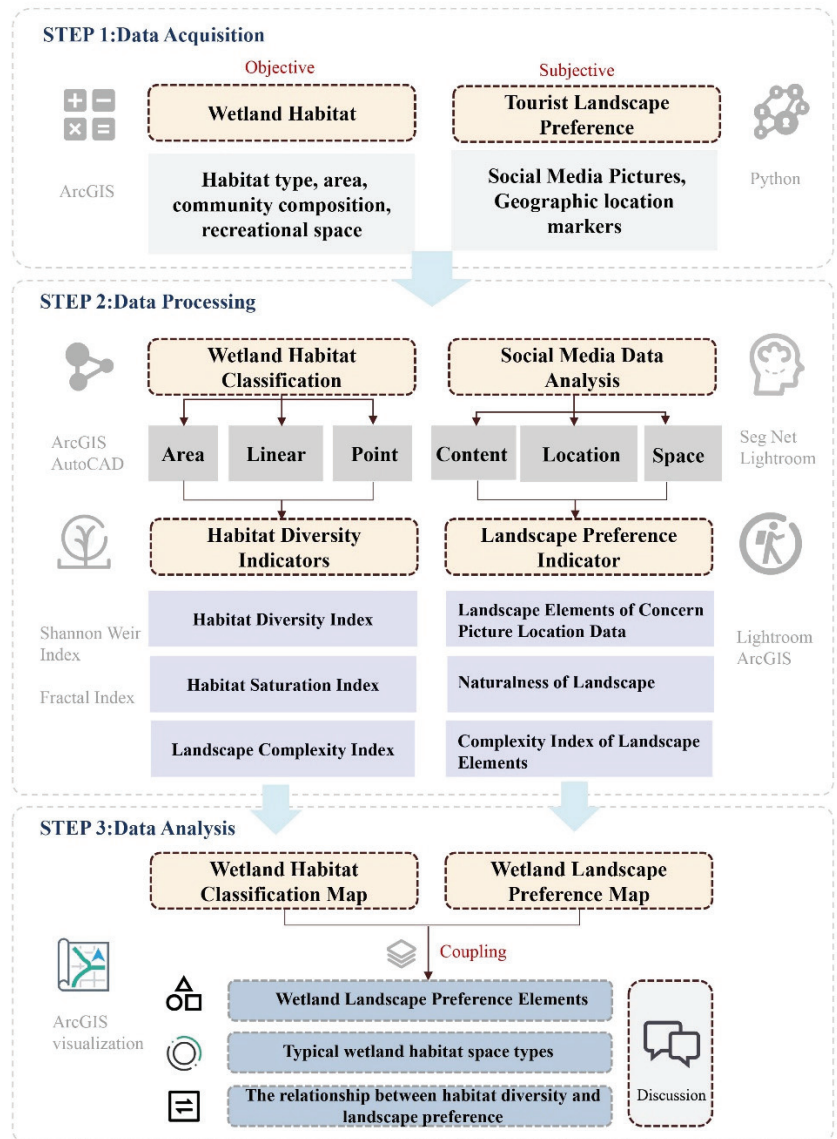 STEP 1:Data Acquisition
Objective
Subjective
Wetland Habitat
Tourist Landscape
Preference
ArcGIS
Habitat type, area,
community composition,
recreational space
Social Media Pictures,
Geographic location
markers
Python
STEP 2:Data Processing
Wetland Habitat
Classification
Social Media Data
Analysis
ArcGIS
AutoCAD
Area
Linear
Point
Content
Location
Space
Seg Net
Lightroom
Habitat Diversity
Indicators
Landscape Preference
Indicator
Shannon Weir
Index
Fractal Index
Habitat Diversity Index
Habitat Saturation Index
Landscape Complexity Index
Landscape Elements of Concern
Picture Location Data
Naturalness of Landscape
Complexity Index of Landscape
Elements
Lightroom
ArcGIS
STEP 3:Data Analysis
Wetland Habitat
Classification Map
Wetland Landscape
Preference Map
Coupling
ArcGIS
visualization
Wetland Landscape Preference Elements
Typical wetland habitat space types
The relationship between habitat diversity and
landscape preference
Discussion